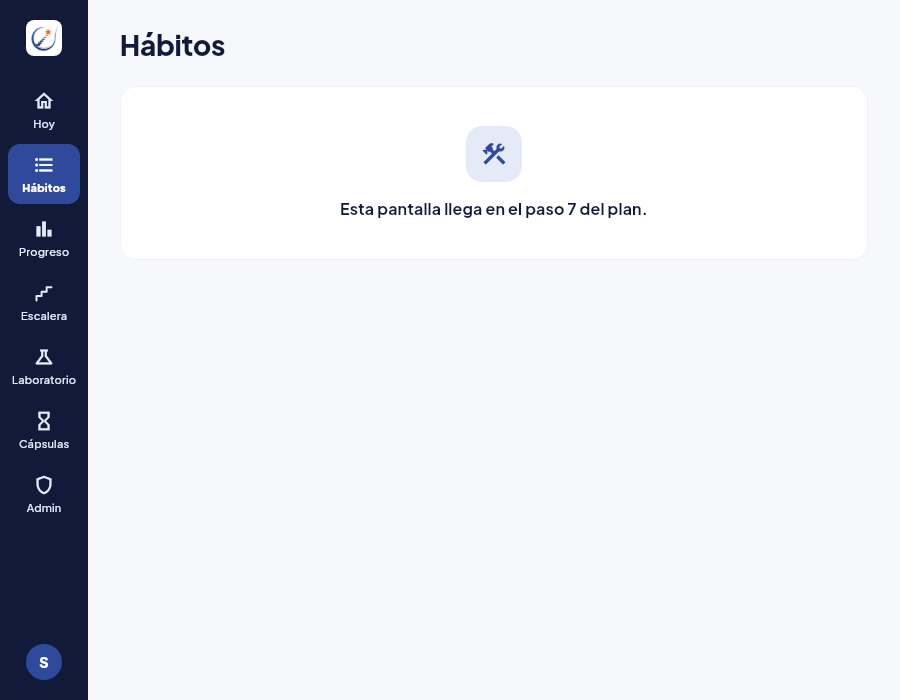 Hábitos
Hoy
Hábitos
Progreso
Escalera
Laboratorio
Cápsulas
Admin
S
Esta pantalla llega en el paso 7 del plan.